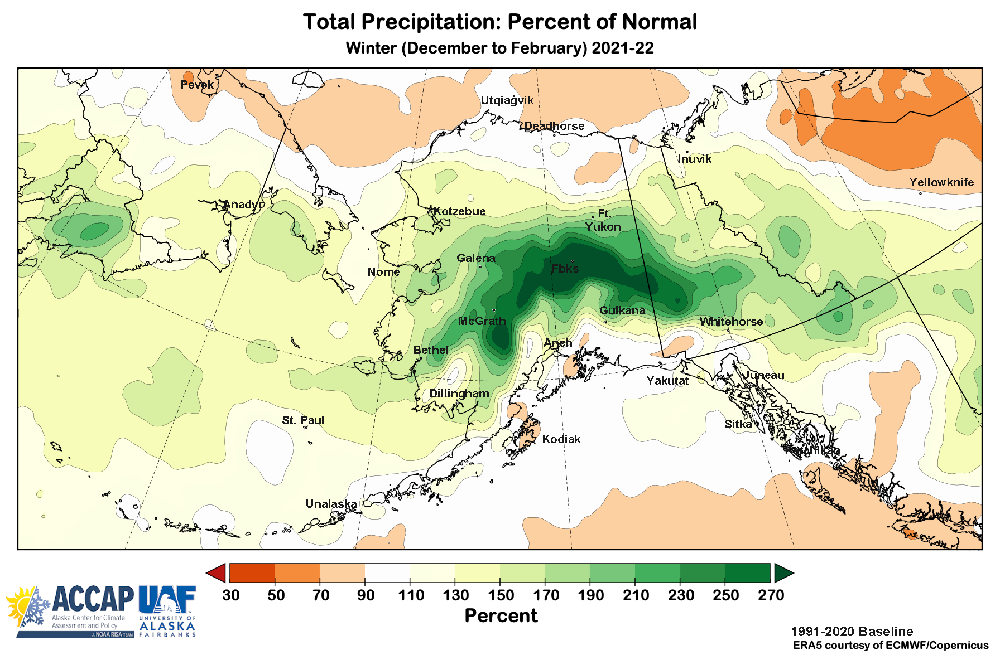 Total Precipitation: Percent of Normal
Winter (December to February) 2021-22
Pevek
Utqiaġvik
Deadhorse
Inuvik
Yellowknife
Anadyr
Kotzebue
Ft.
Yukon
Galena
Nome
Fbks
McGrath
Gulkana
Whitehorse
Bethel
Anch
Dillingham
Yakutat
Juneau
St. Paul
Sitka
Kodiak
Ketchikan
Unalaska
30 50 70 90 110 130 150 170 190 210 230 250 270
Percent
ACCAP
Alaska Center for Climate
Assessment and Policy
A NOAA RISA TEAM
UAF
UNIVERSITY OF
ALASKA
FAIRBANKS
1991-2020 Baseline
ERA5 courtesy of ECMWF/Copernicus